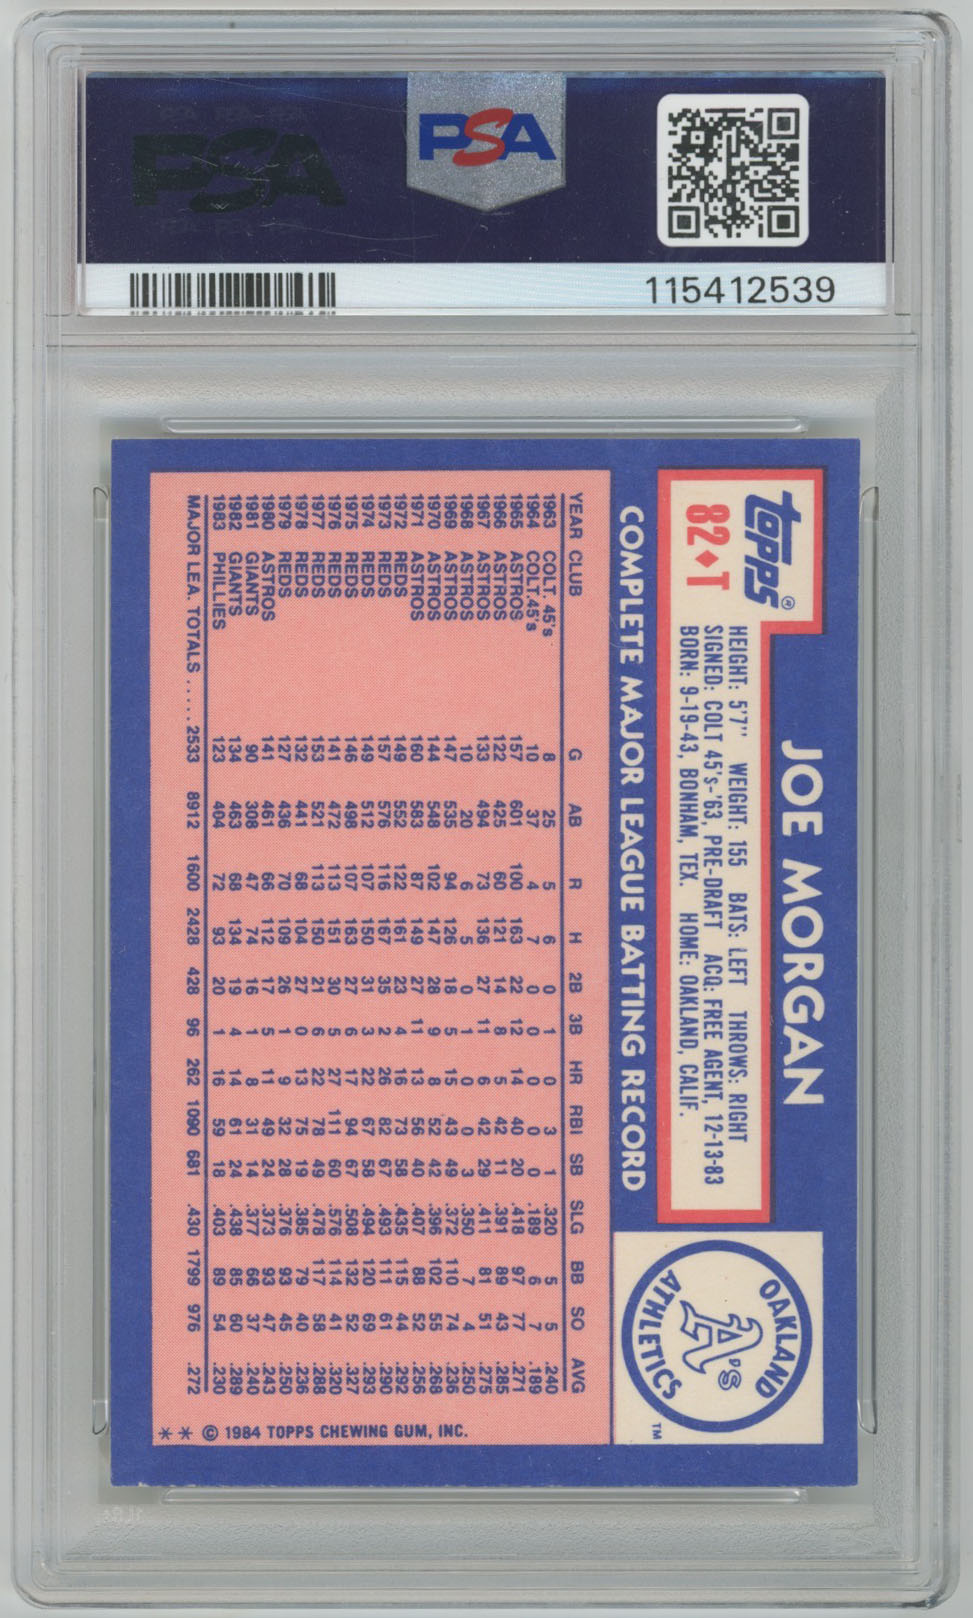 PSA
PSA
115412539
Topps®
82♦T
JOE MORGAN
HEIGHT: 5'7" WEIGHT: 155 BATS: LEFT THROWS: RIGHT
SIGNED: COLT 45's-'63, PRE-DRAFT ACQ: FREE AGENT, 12-13-83
BORN: 9-19-43, BONHAM, TEX. HOME: OAKLAND, CALIF.
COMPLETE MAJOR LEAGUE BATTING RECORD
OAKLAND
A's
ATHLETICS
TM
YEAR CLUB G AB R H 2B 3B HR RBI SB SLG BB SO AVG
1963 COLT. 45's 8 25 5 6 0 1 0 3 1 .320 5 5 .240
1964 COLT.45's 10 37 4 7 0 0 0 0 0 .189 6 7 .189
1965 ASTROS 157 601 100 163 22 12 14 40 20 .418 97 77 .271
1966 ASTROS 122 425 60 121 14 8 5 42 11 .391 89 43 .285
1967 ASTROS 133 494 73 136 27 11 6 42 29 .411 81 51 .275
1968 ASTROS 10 20 6 5 0 1 0 0 3 .350 7 4 .250
1969 ASTROS 147 535 94 126 18 5 15 43 49 .372 110 74 .236
1970 ASTROS 144 548 102 147 28 9 8 52 42 .396 102 55 .268
1971 ASTROS 160 583 87 149 27 11 13 56 40 .407 88 52 .256
1972 REDS 149 552 122 161 23 4 16 73 58 .435 115 44 .292
1973 REDS 157 576 116 167 35 2 26 82 67 .493 111 61 .290
1974 REDS 149 512 107 150 31 3 22 67 58 .494 120 69 .293
1975 REDS 146 498 107 163 27 6 17 94 67 .508 132 52 .327
1976 REDS 141 472 113 151 30 5 27 111 60 .576 114 41 .320
1977 REDS 153 521 113 150 21 6 22 78 49 .478 117 58 .288
1978 REDS 132 441 68 104 27 0 13 75 19 .385 79 40 .236
1979 REDS 127 436 70 109 26 1 9 32 28 .376 93 45 .250
1980 ASTROS 141 461 66 112 17 5 11 49 24 .373 93 47 .243
1981 GIANTS 90 308 47 74 16 1 8 31 14 .377 66 37 .240
1982 GIANTS 134 463 68 134 19 4 14 61 24 .438 85 60 .289
1983 PHILLIES 123 404 72 93 20 1 16 59 18 .403 89 54 .230
MAJOR LEA. TOTALS .....2533 8912 1600 2428 428 96 262 1090 681 .430 1799 976 .272
** © 1984 TOPPS CHEWING GUM, INC.